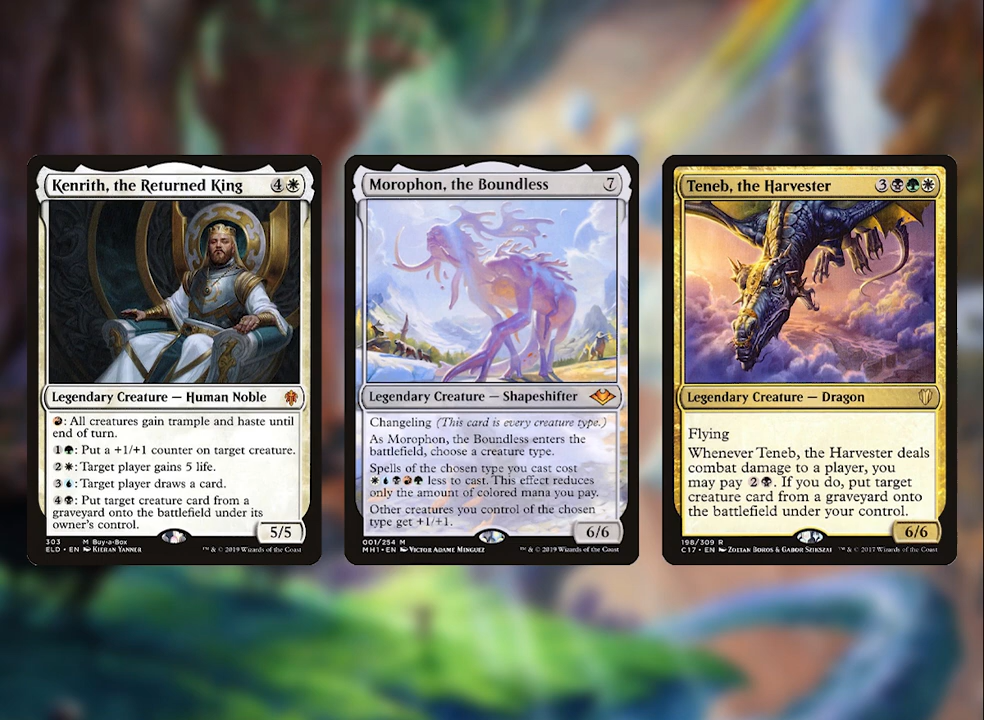 Kenrith, the Returned King 4
Legendary Creature — Human Noble
: All creatures gain trample and haste until
end of turn.
1 : Put a +1/+1 counter on target creature.
2 : Target player gains 5 life.
3 : Target player draws a card.
4 : Put target creature card from a
graveyard onto the battlefield under its
owner's control.
5/5
303 M Buy-a-Box
ELD • EN KIERAN YANNER ™ & © 2019 Wizards of the Coast
Morophon, the Boundless 7
Legendary Creature — Shapeshifter
Changeling (This card is every creature type.)
As Morophon, the Boundless enters the
battlefield, choose a creature type.
Spells of the chosen type you cast cost
less to cast. This effect reduces
only the amount of colored mana you pay.
Other creatures you control of the chosen
type get +1/+1.
6/6
001/254 M
MH1 • EN VICTOR ADAME MINGUEZ ™ & © 2019 Wizards of the Coast
Teneb, the Harvester 3
Legendary Creature — Dragon
Flying
Whenever Teneb, the Harvester deals
combat damage to a player, you
may pay 2 . If you do, put target
creature card from a graveyard onto
the battlefield under your control.
6/6
198/309 R
C17 • EN ZOLTAN BOROS & GABOR SZIKSZAI ™ & © 2017 Wizards of the Coast